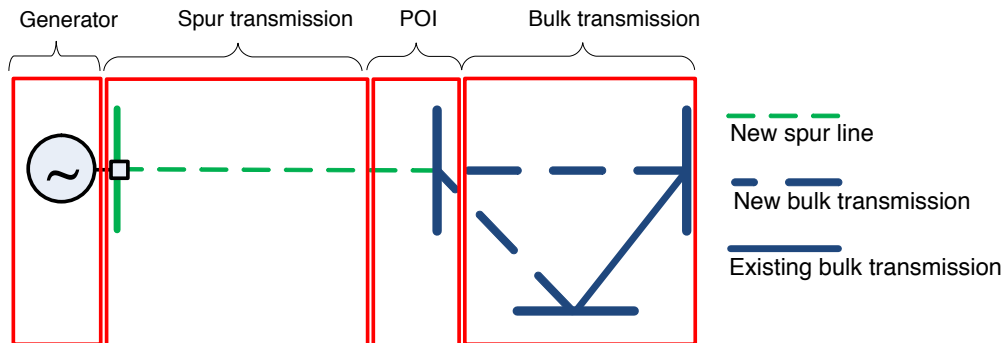 Generator
Spur transmission
POI
Bulk transmission
~
New spur line
New bulk transmission
Existing bulk transmission